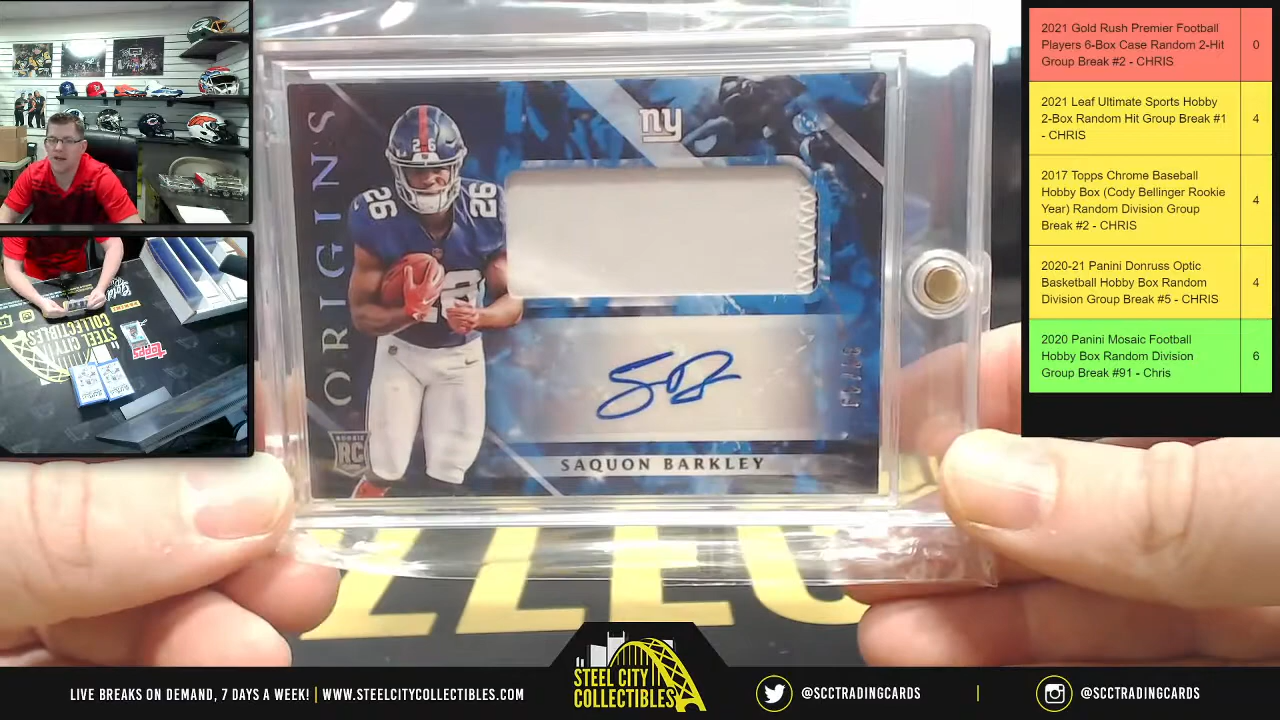 ORIGINS
ny
26
26
26
RC
SAQUON BARKLEY
2021 Gold Rush Premier Football
Players 6-Box Case Random 2-Hit
Group Break #2 - CHRIS
0
2021 Leaf Ultimate Sports Hobby
2-Box Random Hit Group Break #1
- CHRIS
4
2017 Topps Chrome Baseball
Hobby Box (Cody Bellinger Rookie
Year) Random Division Group
Break #2 - CHRIS
4
2020-21 Panini Donruss Optic
Basketball Hobby Box Random
Division Group Break #5 - CHRIS
4
2020 Panini Mosaic Football
Hobby Box Random Division
Group Break #91 - Chris
6
STEEL CITY
COLLECTIBLES
Topps
LIVE BREAKS ON DEMAND, 7 DAYS A WEEK! | WWW.STEELCITYCOLLECTIBLES.COM
STEEL CITY
COLLECTIBLES
@SCCTRADINGCARDS
|
@SCCTRADINGCARDS